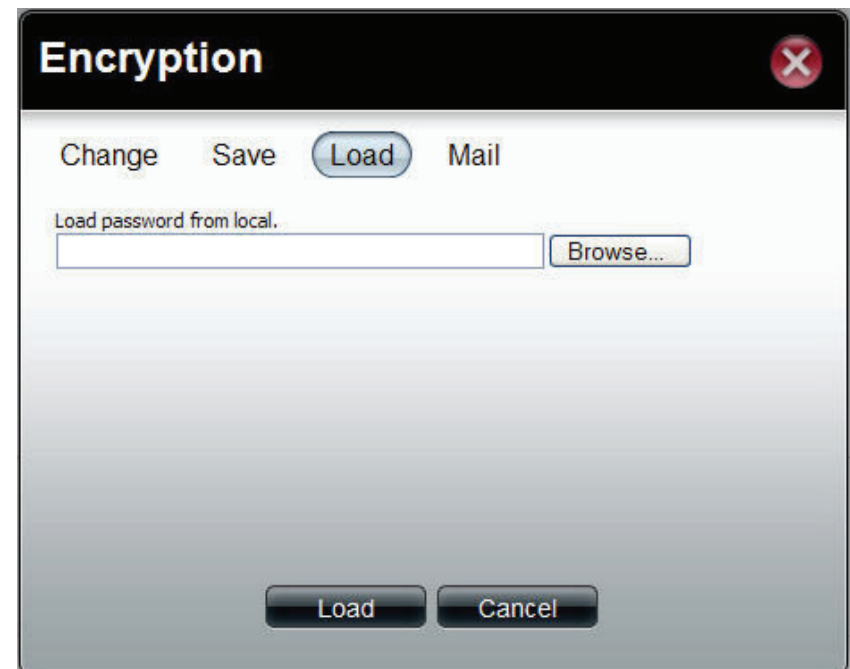 Encryption
Change Save Load Mail
Load password from local.
Browse...
Load Cancel